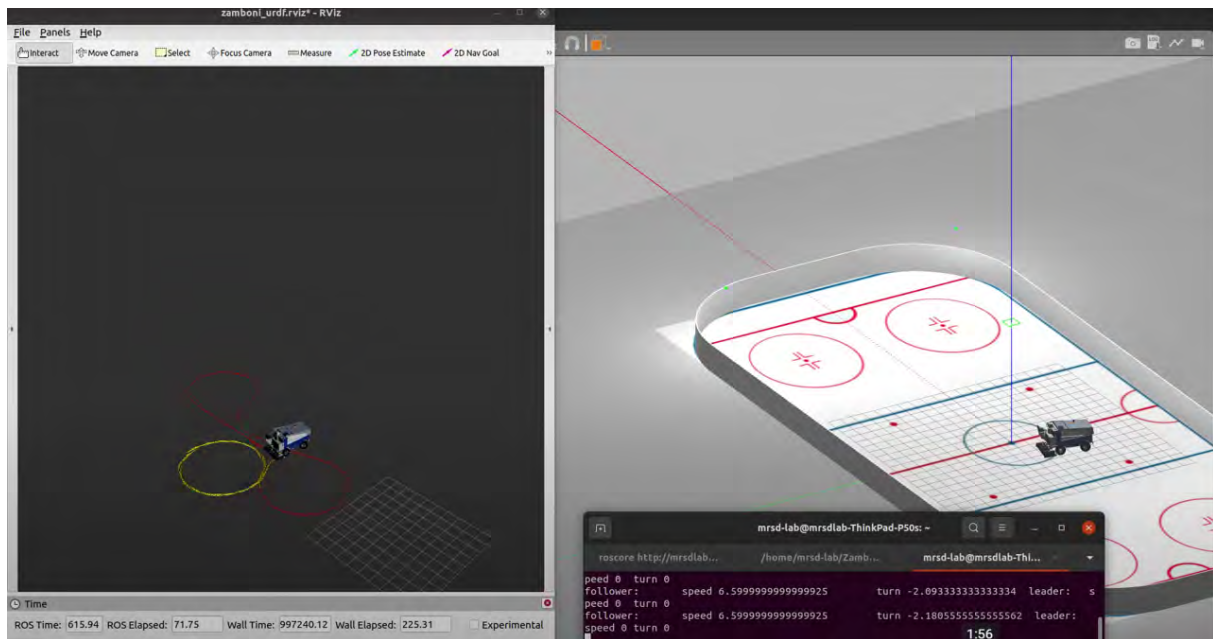 zamboni_urdf.rviz* - RViz
File Panels Help
Interact Move Camera Select Focus Camera Measure 2D Pose Estimate 2D Nav Goal »
Time
ROS Time: 615.94 ROS Elapsed: 71.75 Wall Time: 997240.12 Wall Elapsed: 225.31 Experimental
LOG
mrsd-lab@mrsdlab-ThinkPad-P50s: ~
roscore http://mrsdlab... /home/mrsd-lab/Zamb... mrsd-lab@mrsdlab-Thi...
peed 0 turn 0
follower: speed 6.5999999999999925 turn -2.093333333333334 leader: s
peed 0 turn 0
follower: speed 6.5999999999999925 turn -2.1805555555555562 leader:
speed 0 turn 0
1:56